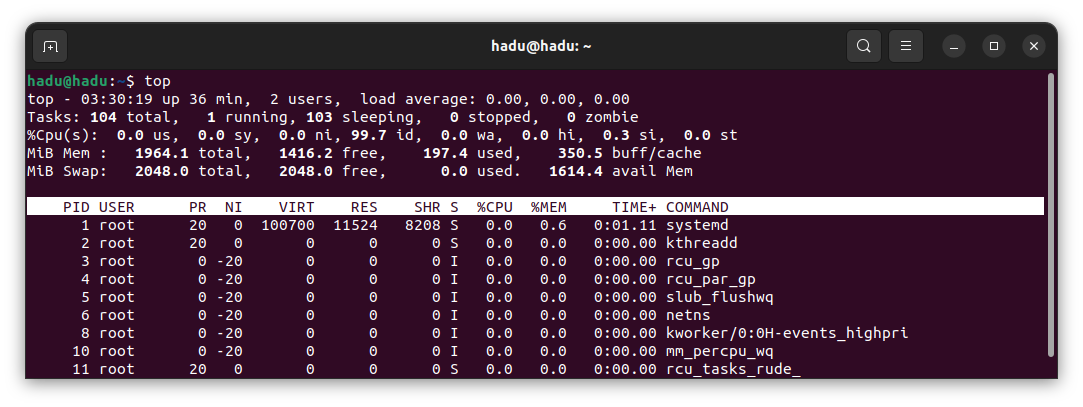 hadu@hadu: ~
hadu@hadu:~$ top
top - 03:30:19 up 36 min,  2 users,  load average: 0.00, 0.00, 0.00
Tasks: 104 total,   1 running, 103 sleeping,   0 stopped,   0 zombie
%Cpu(s):  0.0 us,  0.0 sy,  0.0 ni, 99.7 id,  0.0 wa,  0.0 hi,  0.3 si,  0.0 st
MiB Mem :   1964.1 total,   1416.2 free,    197.4 used,    350.5 buff/cache
MiB Swap:   2048.0 total,   2048.0 free,      0.0 used.   1614.4 avail Mem
    PID USER      PR  NI    VIRT    RES    SHR S  %CPU  %MEM     TIME+ COMMAND
      1 root      20   0  100700  11524   8208 S   0.0   0.6   0:01.11 systemd
      2 root      20   0       0      0      0 S   0.0   0.0   0:00.00 kthreadd
      3 root       0 -20       0      0      0 I   0.0   0.0   0:00.00 rcu_gp
      4 root       0 -20       0      0      0 I   0.0   0.0   0:00.00 rcu_par_gp
      5 root       0 -20       0      0      0 I   0.0   0.0   0:00.00 slub_flushwq
      6 root       0 -20       0      0      0 I   0.0   0.0   0:00.00 netns
      8 root       0 -20       0      0      0 I   0.0   0.0   0:00.00 kworker/0:0H-events_highpri
     10 root       0 -20       0      0      0 I   0.0   0.0   0:00.00 mm_percpu_wq
     11 root      20   0       0      0      0 S   0.0   0.0   0:00.00 rcu_tasks_rude_